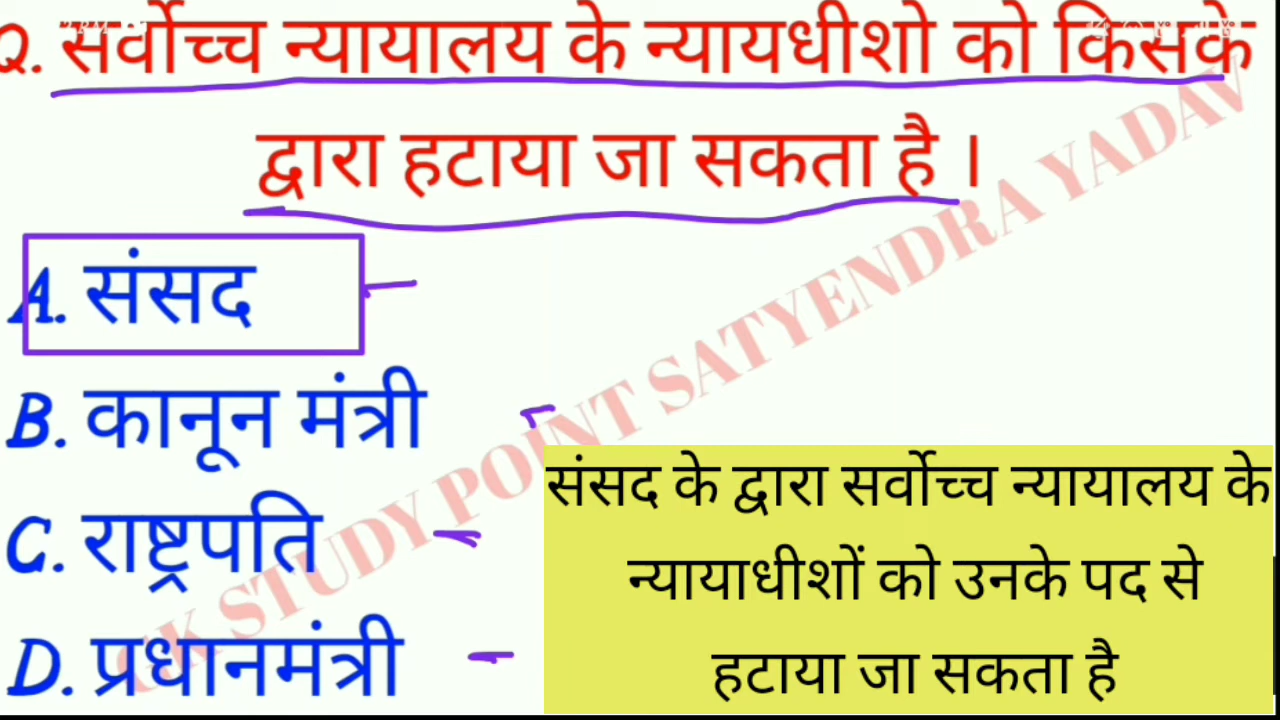 Q. सर्वोच्च न्यायालय के न्यायधीशो को किसके
द्वारा हटाया जा सकता है ।
A. संसद
B. कानून मंत्री
C. राष्ट्रपति
D. प्रधानमंत्री
संसद के द्वारा सर्वोच्च न्यायालय के
न्यायाधीशों को उनके पद से
हटाया जा सकता है
GK STUDY POINT SATYENDRA YADAV